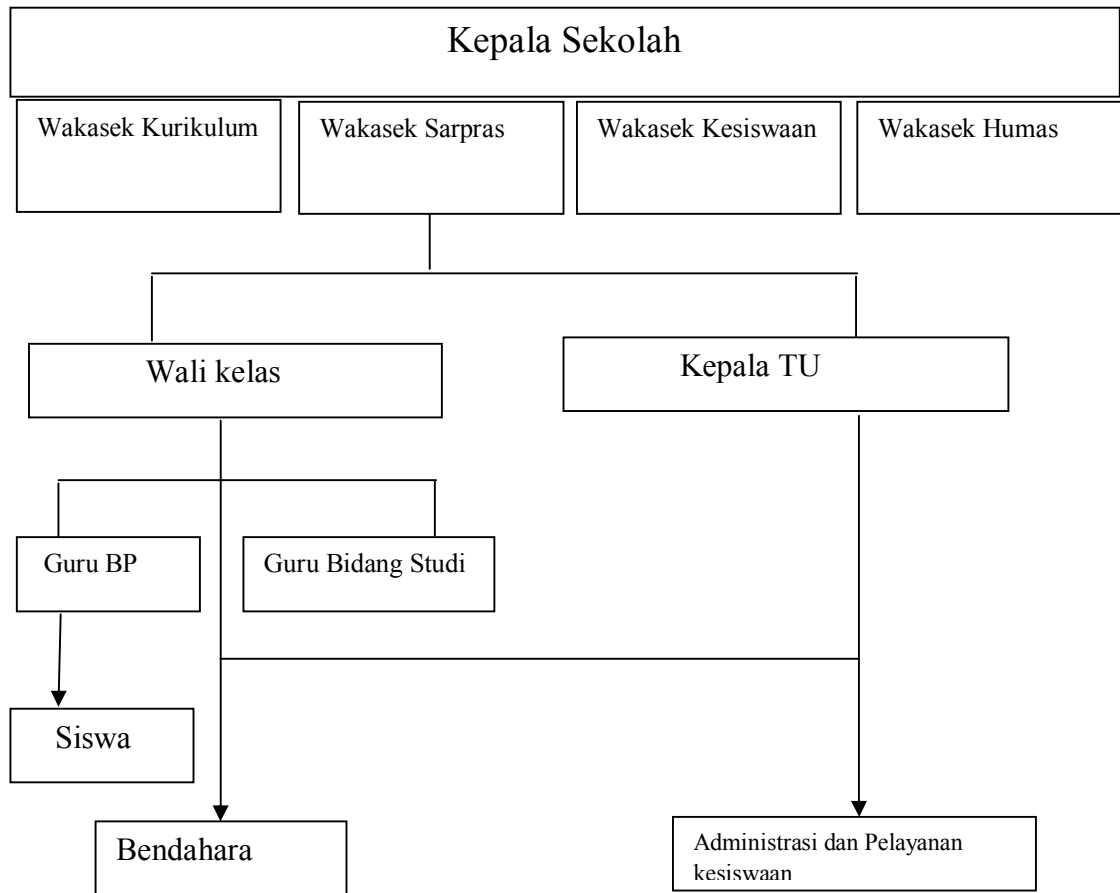 Kepala Sekolah
Wakasek Kurikulum
Wakasek Sarpras
Wakasek Kesiswaan
Wakasek Humas
Wali kelas
Kepala TU
Guru BP
Guru Bidang Studi
Siswa
Bendahara
Administrasi dan Pelayanan
kesiswaan